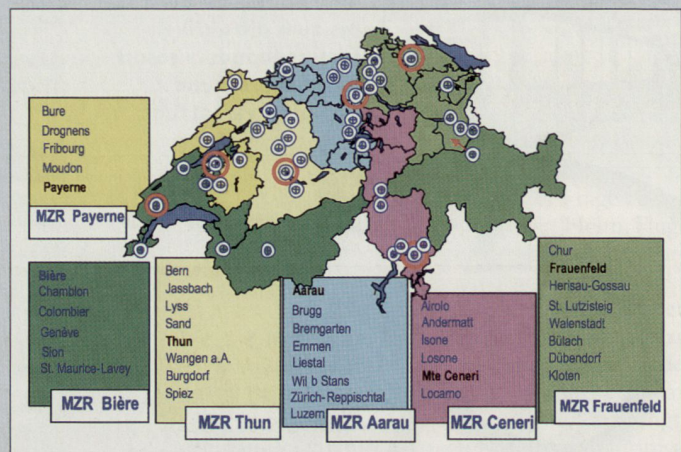 Bure
Drognens
Fribourg
Moudon
Payerne
MZR Payerne
Bière
Chamblon
Colombier
Genève
Sion
St. Maurice-Lavey
MZR Bière
Bern
Jassbach
Lyss
Sand
Thun
Wangen a.A.
Burgdorf
Spiez
MZR Thun
Aarau
Brugg
Bremgarten
Emmen
Liestal
Wil b Stans
Zürich-Reppischtal
Luzern
MZR Aarau
Airolo
Andermatt
Isone
Losone
Mte Ceneri
Locarno
MZR Ceneri
Chur
Frauenfeld
Herisau-Gossau
St. Lutzisteig
Walenstadt
Bülach
Dübendorf
Kloten
MZR Frauenfeld